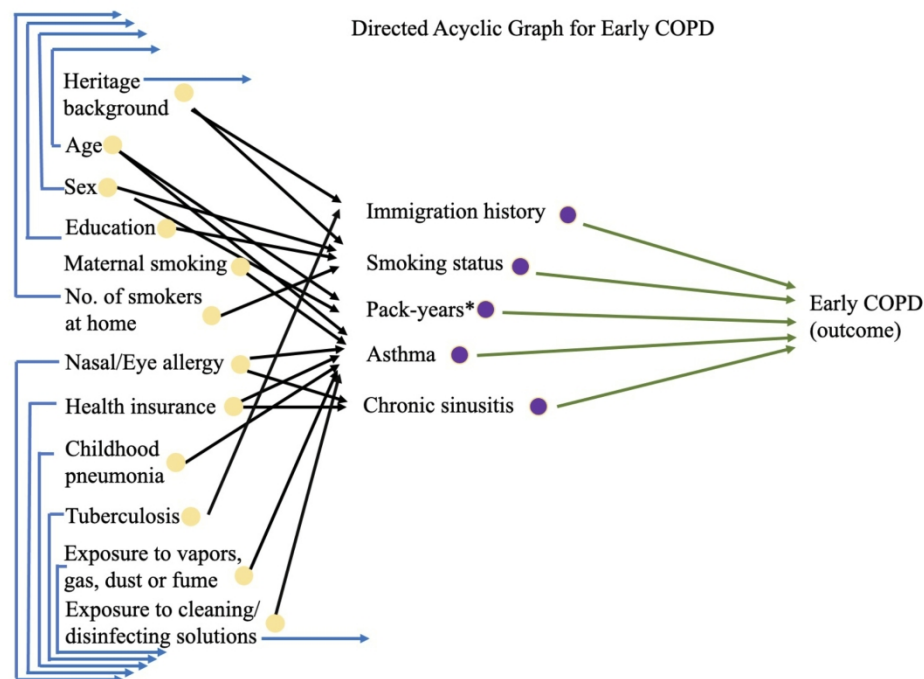 Directed Acyclic Graph for Early COPD
Heritage
background
Age
Sex
Education
Maternal smoking
No. of smokers
at home
Nasal/Eye allergy
Health insurance
Childhood
pneumonia
Tuberculosis
Exposure to vapors,
gas, dust or fume
Exposure to cleaning/
disinfecting solutions
Immigration history
Smoking status
Pack-years*
Asthma
Chronic sinusitis
Early COPD
(outcome)